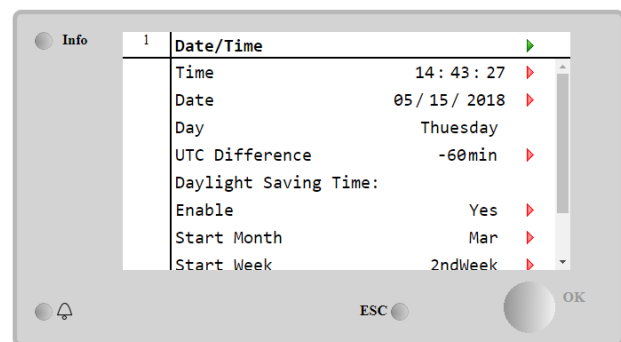 Info
1 Date/Time
Time 14:43:27
Date 05/15/2018
Day Thuesday
UTC Difference -60min
Daylight Saving Time:
Enable Yes
Start Month Mar
Start Week 2ndWeek
ESC
OK